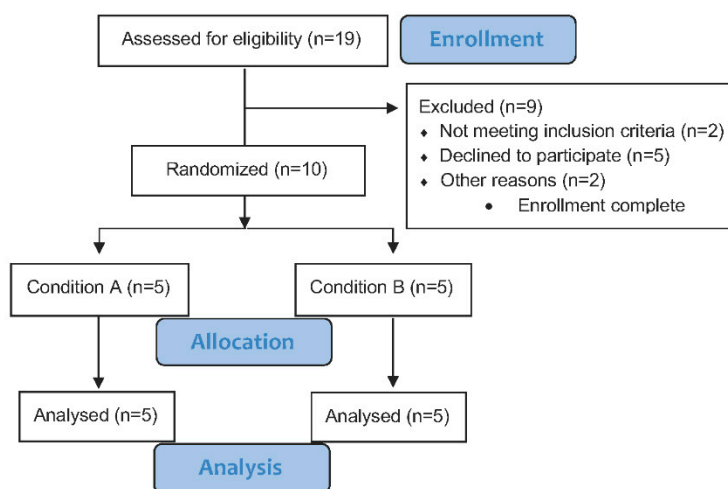 Assessed for eligibility (n=19)
Enrollment
Excluded (n=9)
♦ Not meeting inclusion criteria (n=2)
♦ Declined to participate (n=5)
♦ Other reasons (n=2)
• Enrollment complete
Randomized (n=10)
Condition A (n=5)
Condition B (n=5)
Allocation
Analysed (n=5)
Analysed (n=5)
Analysis